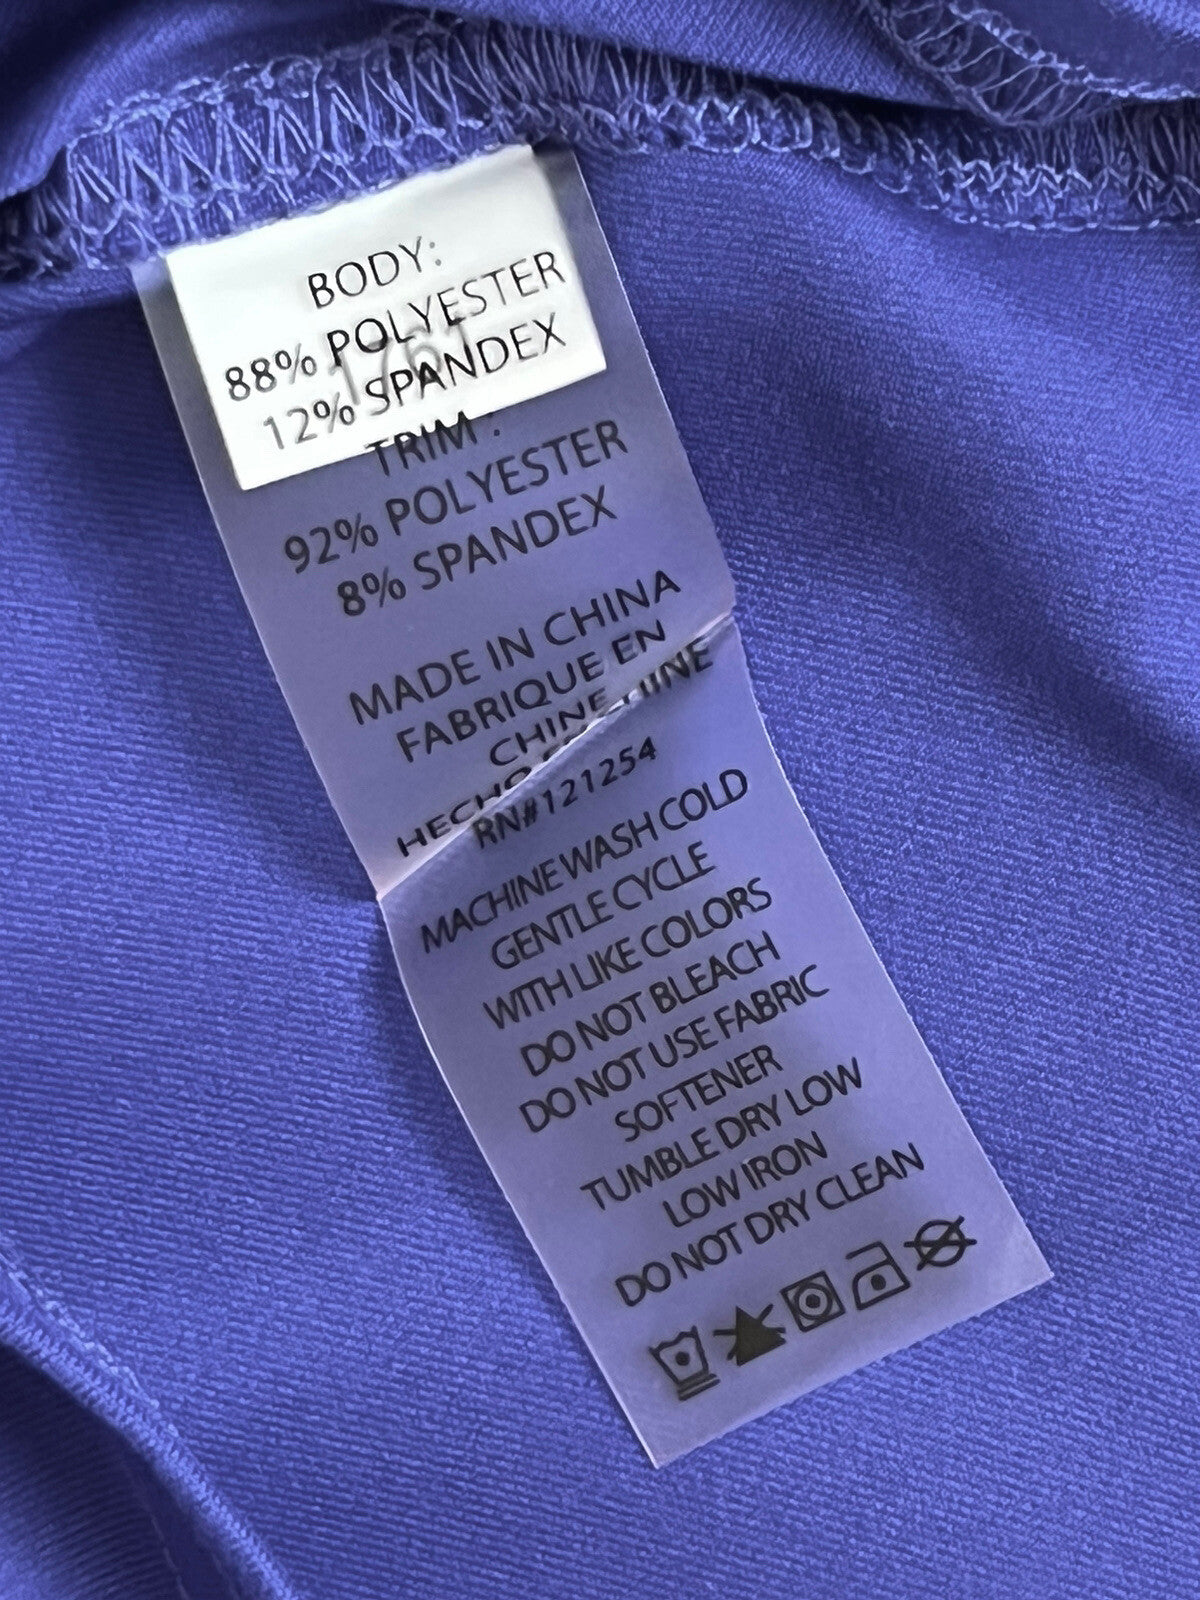 BODY:
88% POLYESTER
12% SPANDEX
TRIM :
92% POLYESTER
8% SPANDEX
MADE IN CHINA
FABRIQUE EN
CHINE
HECHO
RN#121254
MACHINE WASH COLD
GENTLE CYCLE
WITH LIKE COLORS
DO NOT BLEACH
DO NOT USE FABRIC
SOFTENER
TUMBLE DRY LOW
LOW IRON
DO NOT DRY CLEAN